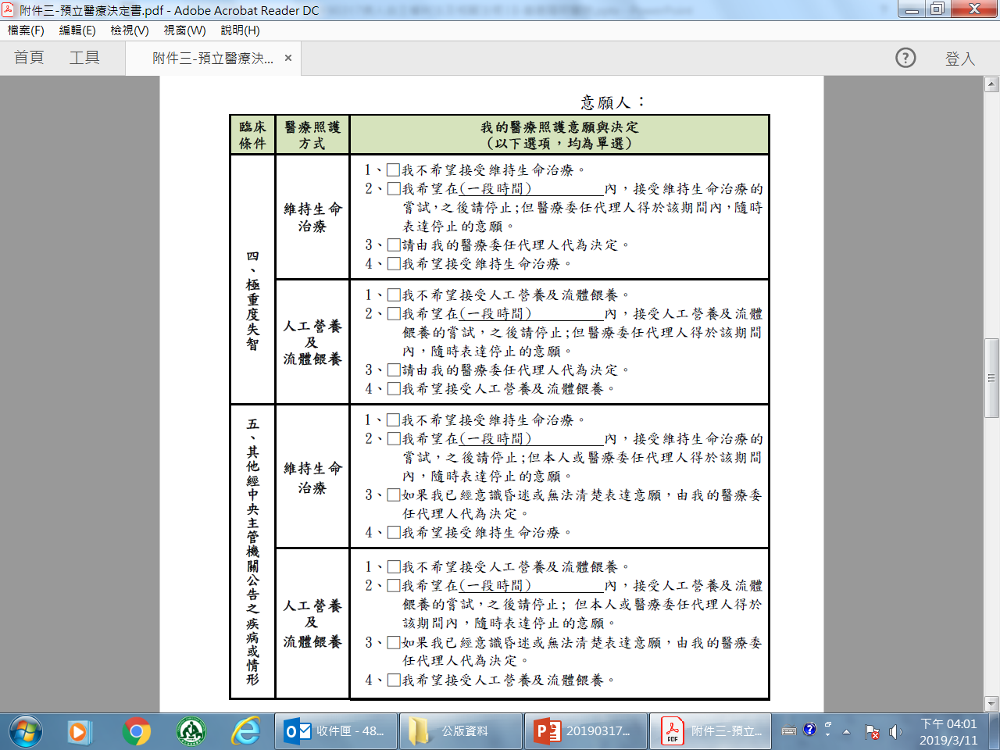 附件三-預立醫療決定書.pdf - Adobe Acrobat Reader DC
檔案(F) 編輯(E) 檢視(V) 視窗(W) 說明(H)
首頁 工具 附件三-預立醫療決... × ? 登入
意願人：
臨床條件 醫療照護方式 我的醫療照護意願與決定
（以下選項，均為單選）
四、極重度失智
維持生命
治療
1、□我不希望接受維持生命治療。
2、□我希望在(一段時間)＿＿＿＿＿內，接受維持生命治療的
嘗試，之後請停止；但醫療委任代理人得於該期間內，隨時
表達停止的意願。
3、□請由我的醫療委任代理人代為決定。
4、□我希望接受維持生命治療。
人工營養
及
流體餵養
1、□我不希望接受人工營養及流體餵養。
2、□我希望在(一段時間)＿＿＿＿＿內，接受人工營養及流體
餵養的嘗試，之後請停止；但醫療委任代理人得於該期間
內，隨時表達停止的意願。
3、□請由我的醫療委任代理人代為決定。
4、□我希望接受人工營養及流體餵養。
五、其他經中央主管機關公告之疾病或情形
維持生命
治療
1、□我不希望接受維持生命治療。
2、□我希望在(一段時間)＿＿＿＿＿內，接受維持生命治療的
嘗試，之後請停止；但本人或醫療委任代理人得於該期間
內，隨時表達停止的意願。
3、□如果我已經意識昏迷或無法清楚表達意願，由我的醫療委
任代理人代為決定。
4、□我希望接受維持生命治療。
人工營養
及
流體餵養
1、□我不希望接受人工營養及流體餵養。
2、□我希望在(一段時間)＿＿＿＿＿內，接受人工營養及流體
餵養的嘗試，之後請停止；但本人或醫療委任代理人得於
該期間內，隨時表達停止的意願。
3、□如果我已經意識昏迷或無法清楚表達意願，由我的醫療委
任代理人代為決定。
4、□我希望接受人工營養及流體餵養。
收件匣 - 48... 公版資料 20190317... 附件三-預立...
下午 04:01
2019/3/11